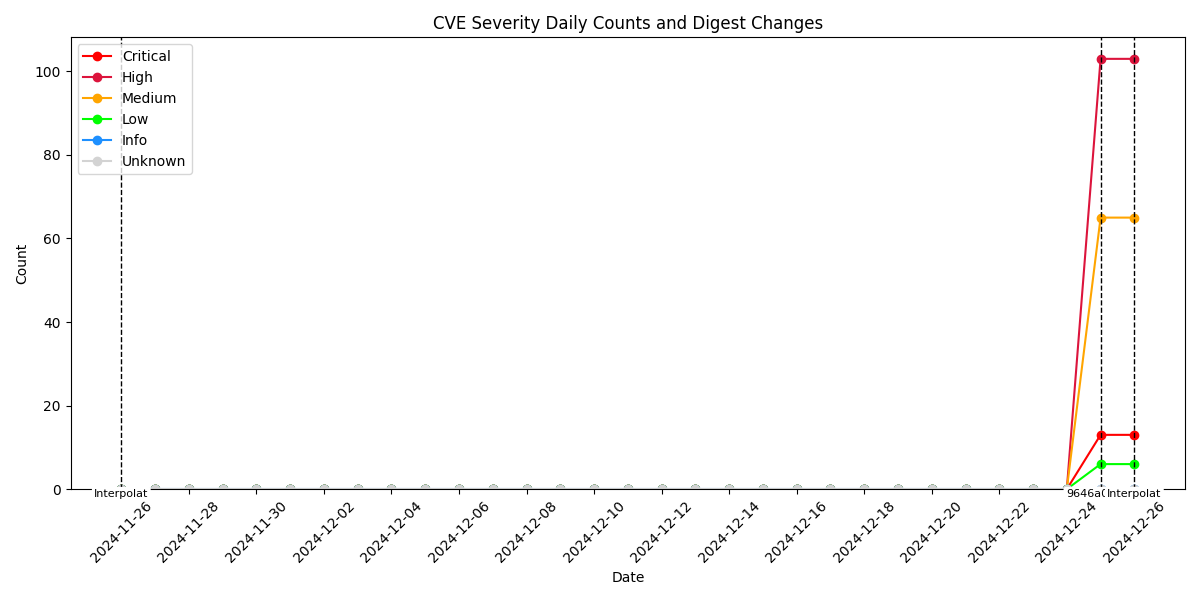 CVE Severity Daily Counts and Digest Changes
Critical
High
Medium
Low
Info
Unknown
Count
100
80
60
40
20
0
Interpolat
9646a
Interpolat
2024-11-26
2024-11-28
2024-11-30
2024-12-02
2024-12-04
2024-12-06
2024-12-08
2024-12-10
2024-12-12
2024-12-14
2024-12-16
2024-12-18
2024-12-20
2024-12-22
2024-12-24
2024-12-26
Date